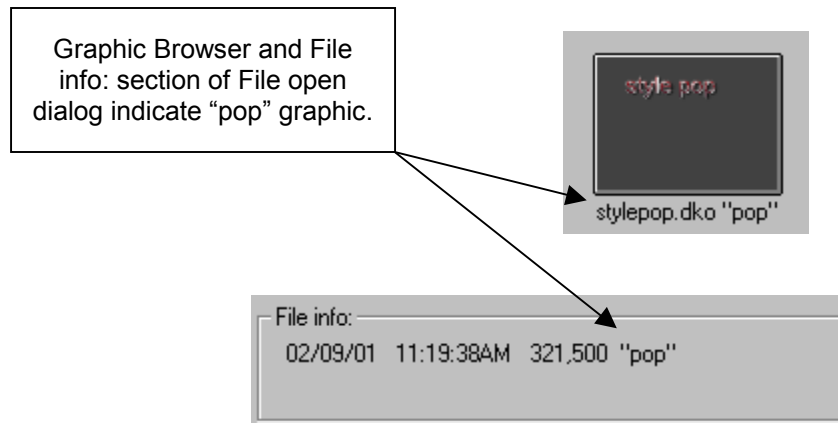 Graphic Browser and File
info: section of File open
dialog indicate “pop” graphic.
style pop
stylepop.dko "pop"
File info:
02/09/01 11:19:38AM 321,500 "pop"